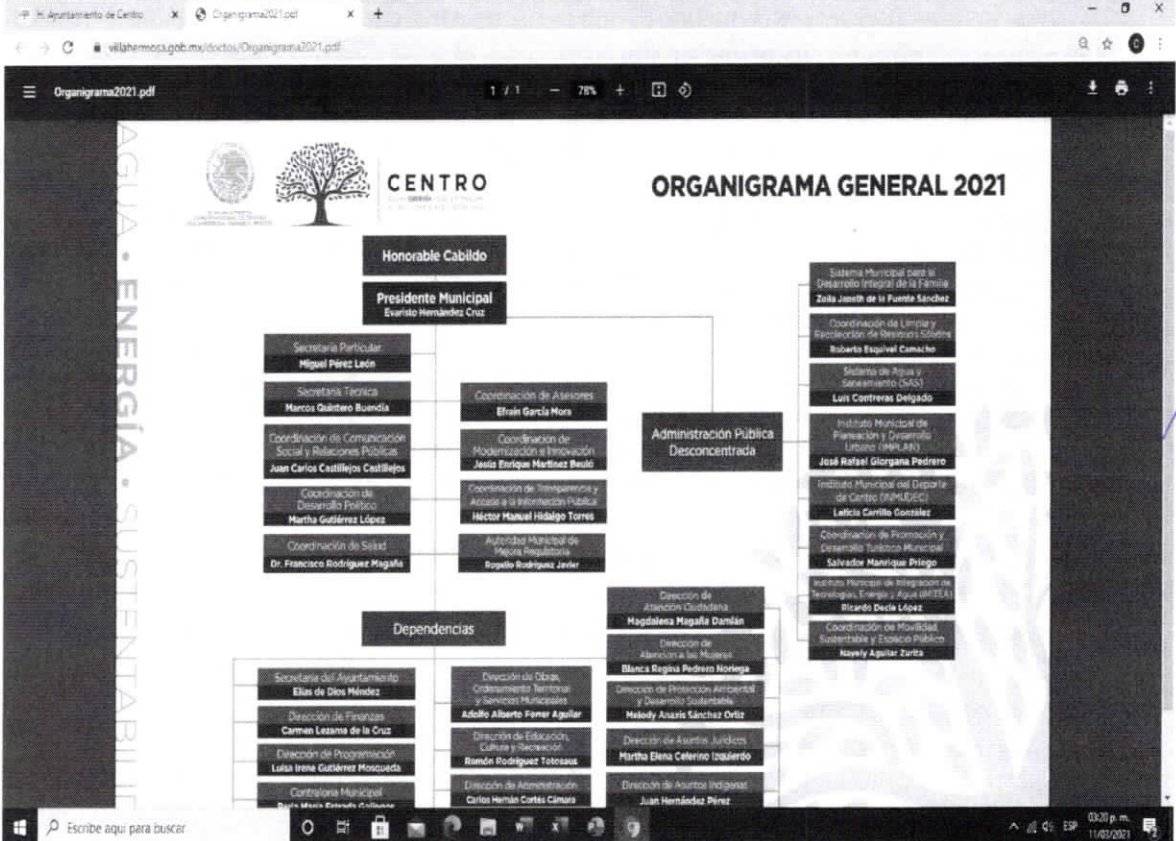 H. Ayuntamiento de Centro
Organigrama2021.pdf
villahermosa.gob.mx/doctos/Organigrama2021.pdf
Organigrama2021.pdf
1 / 1
78%
AGUA • ENERGÍA • SUSTENTABILID
CENTRO
ORGANIGRAMA GENERAL 2021
Honorable Cabildo
Presidente Municipal
Evaristo Hernández Cruz
Secretaría Particular
Miguel Pérez León
Secretaría Técnica
Marcos Quintero Buendía
Coordinación de Comunicación
Social y Relaciones Públicas
Juan Carlos Castillejos Castillejos
Coordinación de
Desarrollo Político
Martha Gutiérrez López
Coordinación de Salud
Dr. Francisco Rodríguez Magaña
Coordinación de Asesores
Efraín García Mora
Coordinación de
Modernización e Innovación
Jesús Enrique Martínez Beuló
Coordinación de Transparencia y
Acceso a la Información Pública
Héctor Manuel Hidalgo Torres
Autoridad Municipal de
Mejora Regulatoria
Rogelio Rodríguez Javier
Administración Pública
Desconcentrada
Sistema Municipal para el
Desarrollo Integral de la Familia
Zoila Janeth de la Fuente Sánchez
Coordinación de Limpia y
Recolección de Residuos Sólidos
Roberto Esquivel Camacho
Sistema de Agua y
Saneamiento (SAS)
Luis Contreras Delgado
Instituto Municipal de
Planeación y Desarrollo
Urbano (IMPLAN)
José Rafael Giorgana Pedrero
Instituto Municipal del Deporte
de Centro (INMUDEC)
Leticia Carrillo González
Coordinación de Promoción y
Desarrollo Turístico Municipal
Salvador Manrique Priego
Instituto Municipal de Integración de
Tecnologías, Energía y Agua (IMITEA)
Ricardo Decle López
Coordinación de Movilidad
Sustentable y Espacio Público
Nayely Aguilar Zurita
Dependencias
Secretaría del Ayuntamiento
Elías de Dios Méndez
Dirección de Finanzas
Carmen Lezama de la Cruz
Dirección de Programación
Luisa Irene Gutiérrez Mosqueda
Contraloría Municipal
Perla María Estrada Gallegos
Dirección de Obras,
Ordenamiento Territorial
y Servicios Municipales
Adolfo Alberto Ferrer Aguilar
Dirección de Educación,
Cultura y Recreación
Ramón Rodríguez Totosaus
Dirección de Administración
Carlos Hernán Cortés Cámara
Dirección de
Atención Ciudadana
Magdalena Magaña Damián
Dirección de
Atención a las Mujeres
Blanca Regina Pedrero Noriega
Dirección de Protección Ambiental
y Desarrollo Sustentable
Melody Anaxis Sánchez Ortiz
Dirección de Asuntos Jurídicos
Martha Elena Ceferino Izquierdo
Dirección de Asuntos Indígenas
Juan Hernández Pérez
Escribe aquí para buscar
ESP
03:20 p. m.
11/03/2021